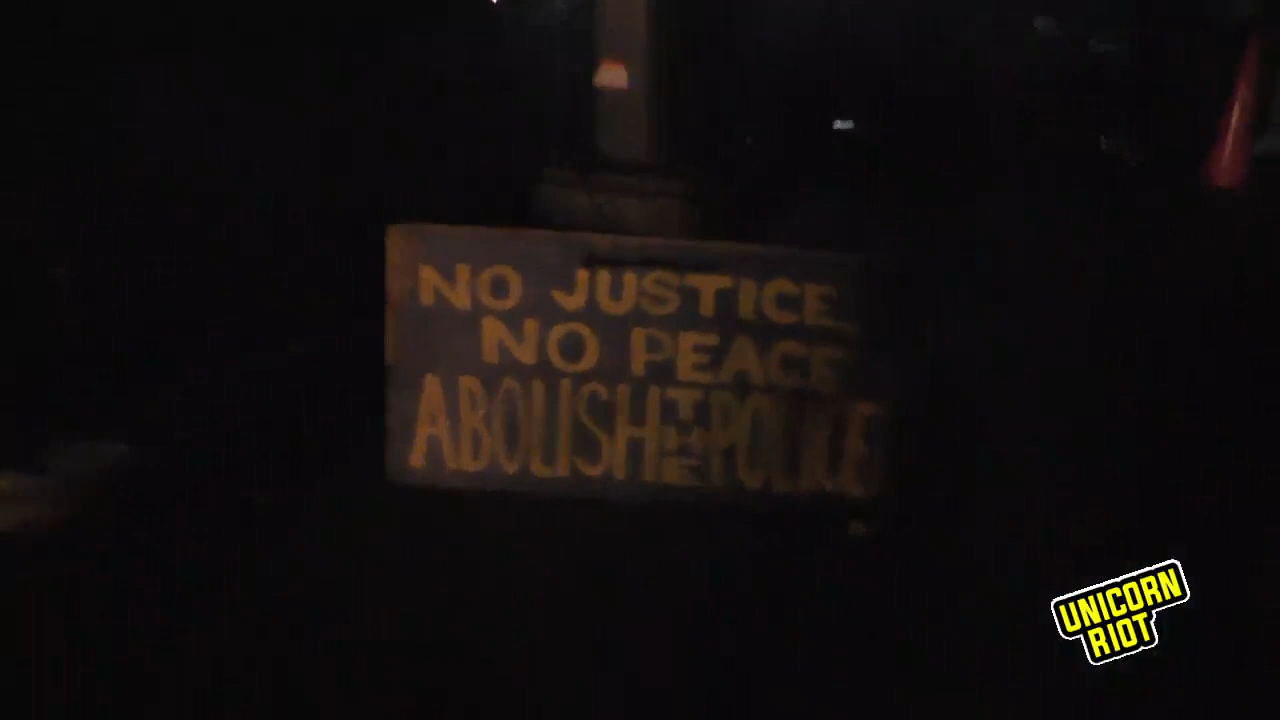 NO JUSTICE
NO PEACE
ABOLISH THE POLICE
UNICORN
RIOT